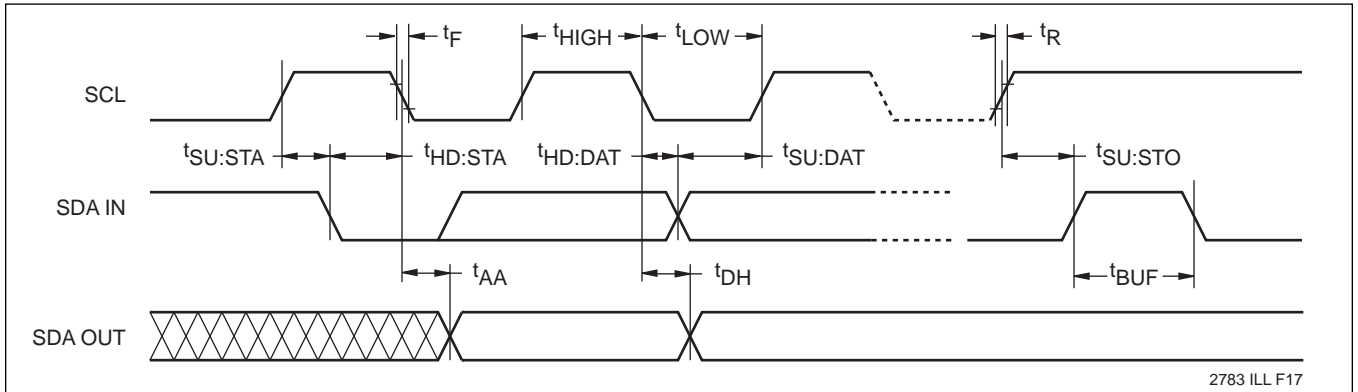 tF tHIGH tLOW tR
SCL
tSU:STA tHD:STA tHD:DAT tSU:DAT tSU:STO
SDA IN
tAA tDH tBUF
SDA OUT
2783 ILL F17